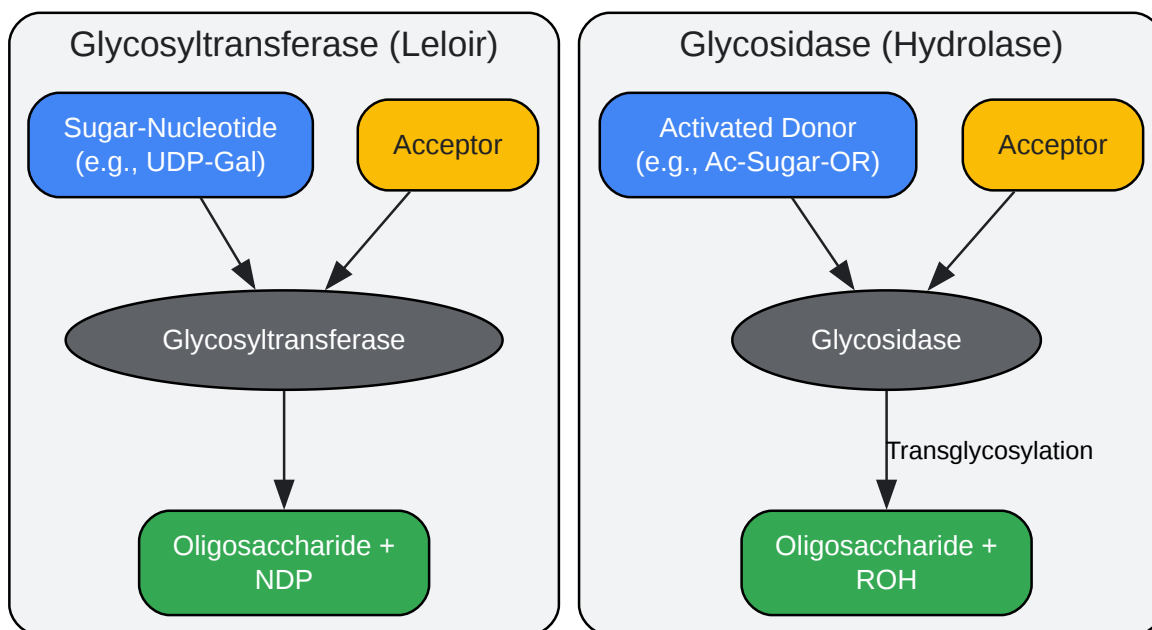 Glycosyltransferase (Leloir)
Sugar-Nucleotide
(e.g., UDP-Gal)
Acceptor
Glycosyltransferase
Oligosaccharide +
NDP
Glycosidase (Hydrolase)
Activated Donor
(e.g., Ac-Sugar-OR)
Acceptor
Glycosidase
Transglycosylation
Oligosaccharide +
ROH